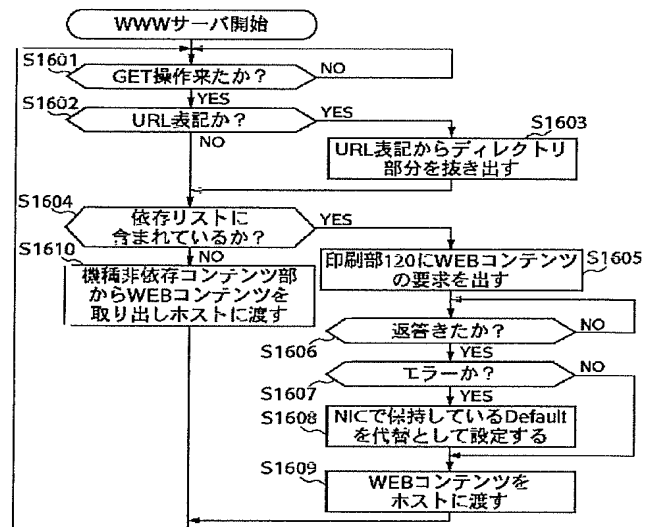 WWWサーバ開始
S1601
GET操作来たか？
NO
YES
S1602
URL表記か？
YES
NO
S1603
URL表記からディレクトリ
部分を抜き出す
S1604
依存リストに
含まれているか？
YES
NO
S1610
機種非依存コンテンツ部
からWEBコンテンツを
取り出しホストに渡す
印刷部120にWEBコンテンツ
の要求を出す
S1605
返答きたか？
NO
S1606
YES
エラーか？
NO
S1607
YES
S1608
NICで保持しているDefault
を代替として設定する
S1609
WEBコンテンツを
ホストに渡す